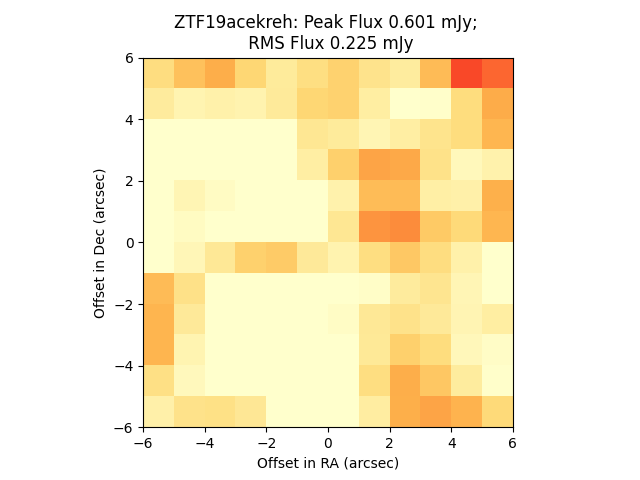 ZTF19acekreh: Peak Flux 0.601 mJy;
RMS Flux 0.225 mJy
6
4
2
0
−2
−4
−6
Offset in Dec (arcsec)
−6 −4 −2 0 2 4 6
Offset in RA (arcsec)